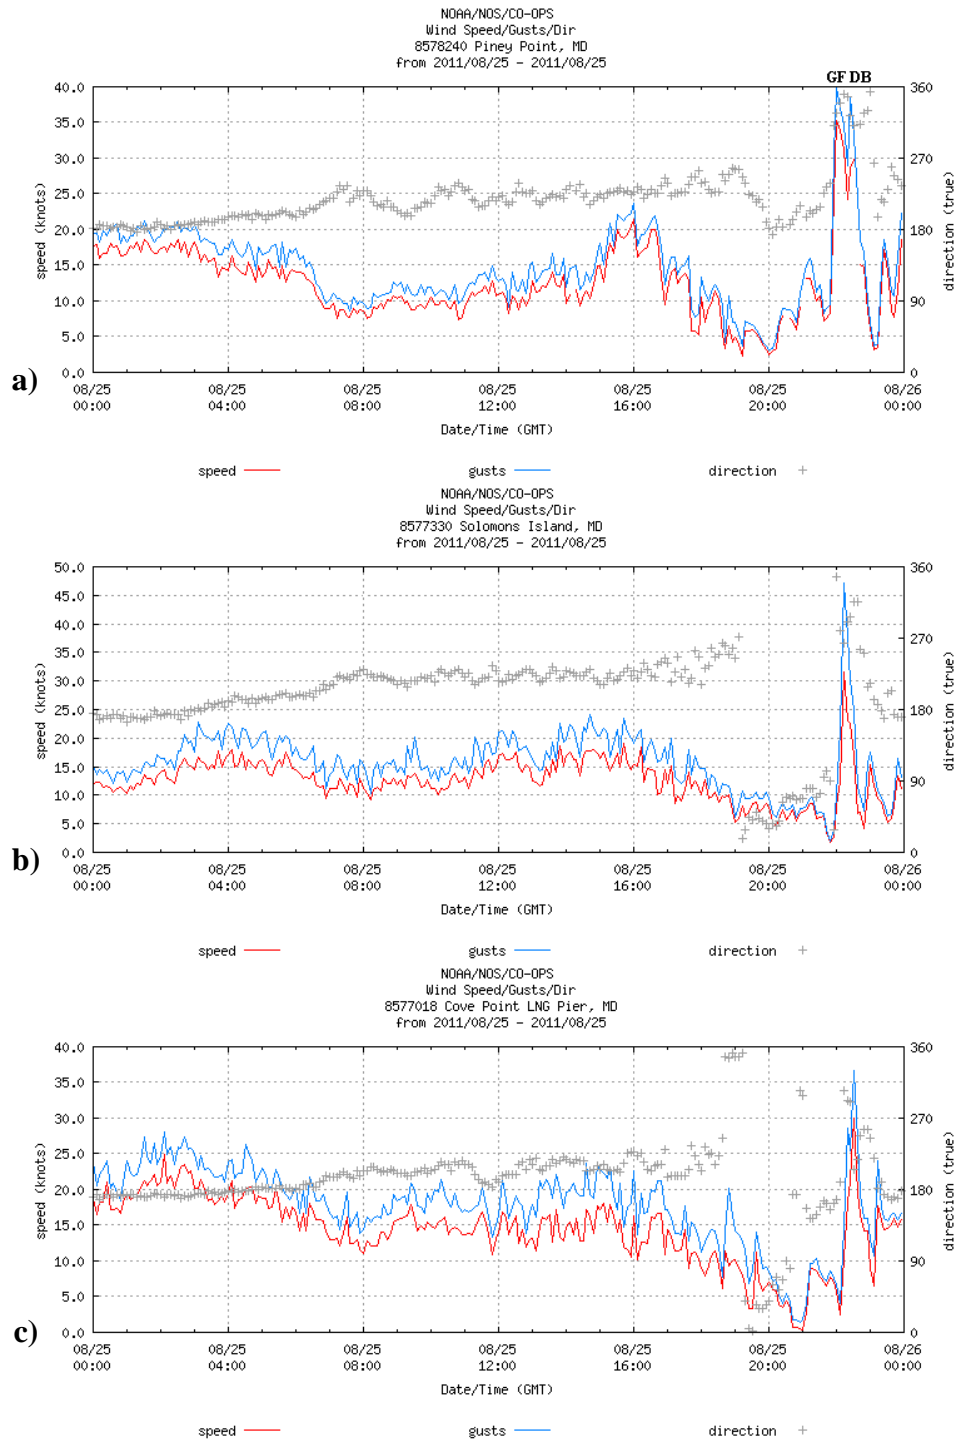 NOAA/NOS/CO-OPS
Wind Speed/Gusts/Dir
8578240 Piney Point, MD
from 2011/08/25 - 2011/08/25
GF DB
40.0
35.0
30.0
25.0
20.0
15.0
10.0
5.0
0.0
speed (knots)
360
270
180
90
0
direction (true)
a)
08/25 08/25 08/25 08/25 08/25 08/25 08/26
00:00 04:00 08:00 12:00 16:00 20:00 00:00
Date/Time (GMT)
speed gusts direction
NOAA/NOS/CO-OPS
Wind Speed/Gusts/Dir
8577330 Solomons Island, MD
from 2011/08/25 - 2011/08/25
50.0
45.0
40.0
35.0
30.0
25.0
20.0
15.0
10.0
5.0
0.0
speed (knots)
360
270
180
90
0
direction (true)
b)
08/25 08/25 08/25 08/25 08/25 08/25 08/26
00:00 04:00 08:00 12:00 16:00 20:00 00:00
Date/Time (GMT)
speed gusts direction
NOAA/NOS/CO-OPS
Wind Speed/Gusts/Dir
8577018 Cove Point LNG Pier, MD
from 2011/08/25 - 2011/08/25
40.0
35.0
30.0
25.0
20.0
15.0
10.0
5.0
0.0
speed (knots)
360
270
180
90
0
direction (true)
c)
08/25 08/25 08/25 08/25 08/25 08/25 08/26
00:00 04:00 08:00 12:00 16:00 20:00 00:00
Date/Time (GMT)
speed gusts direction